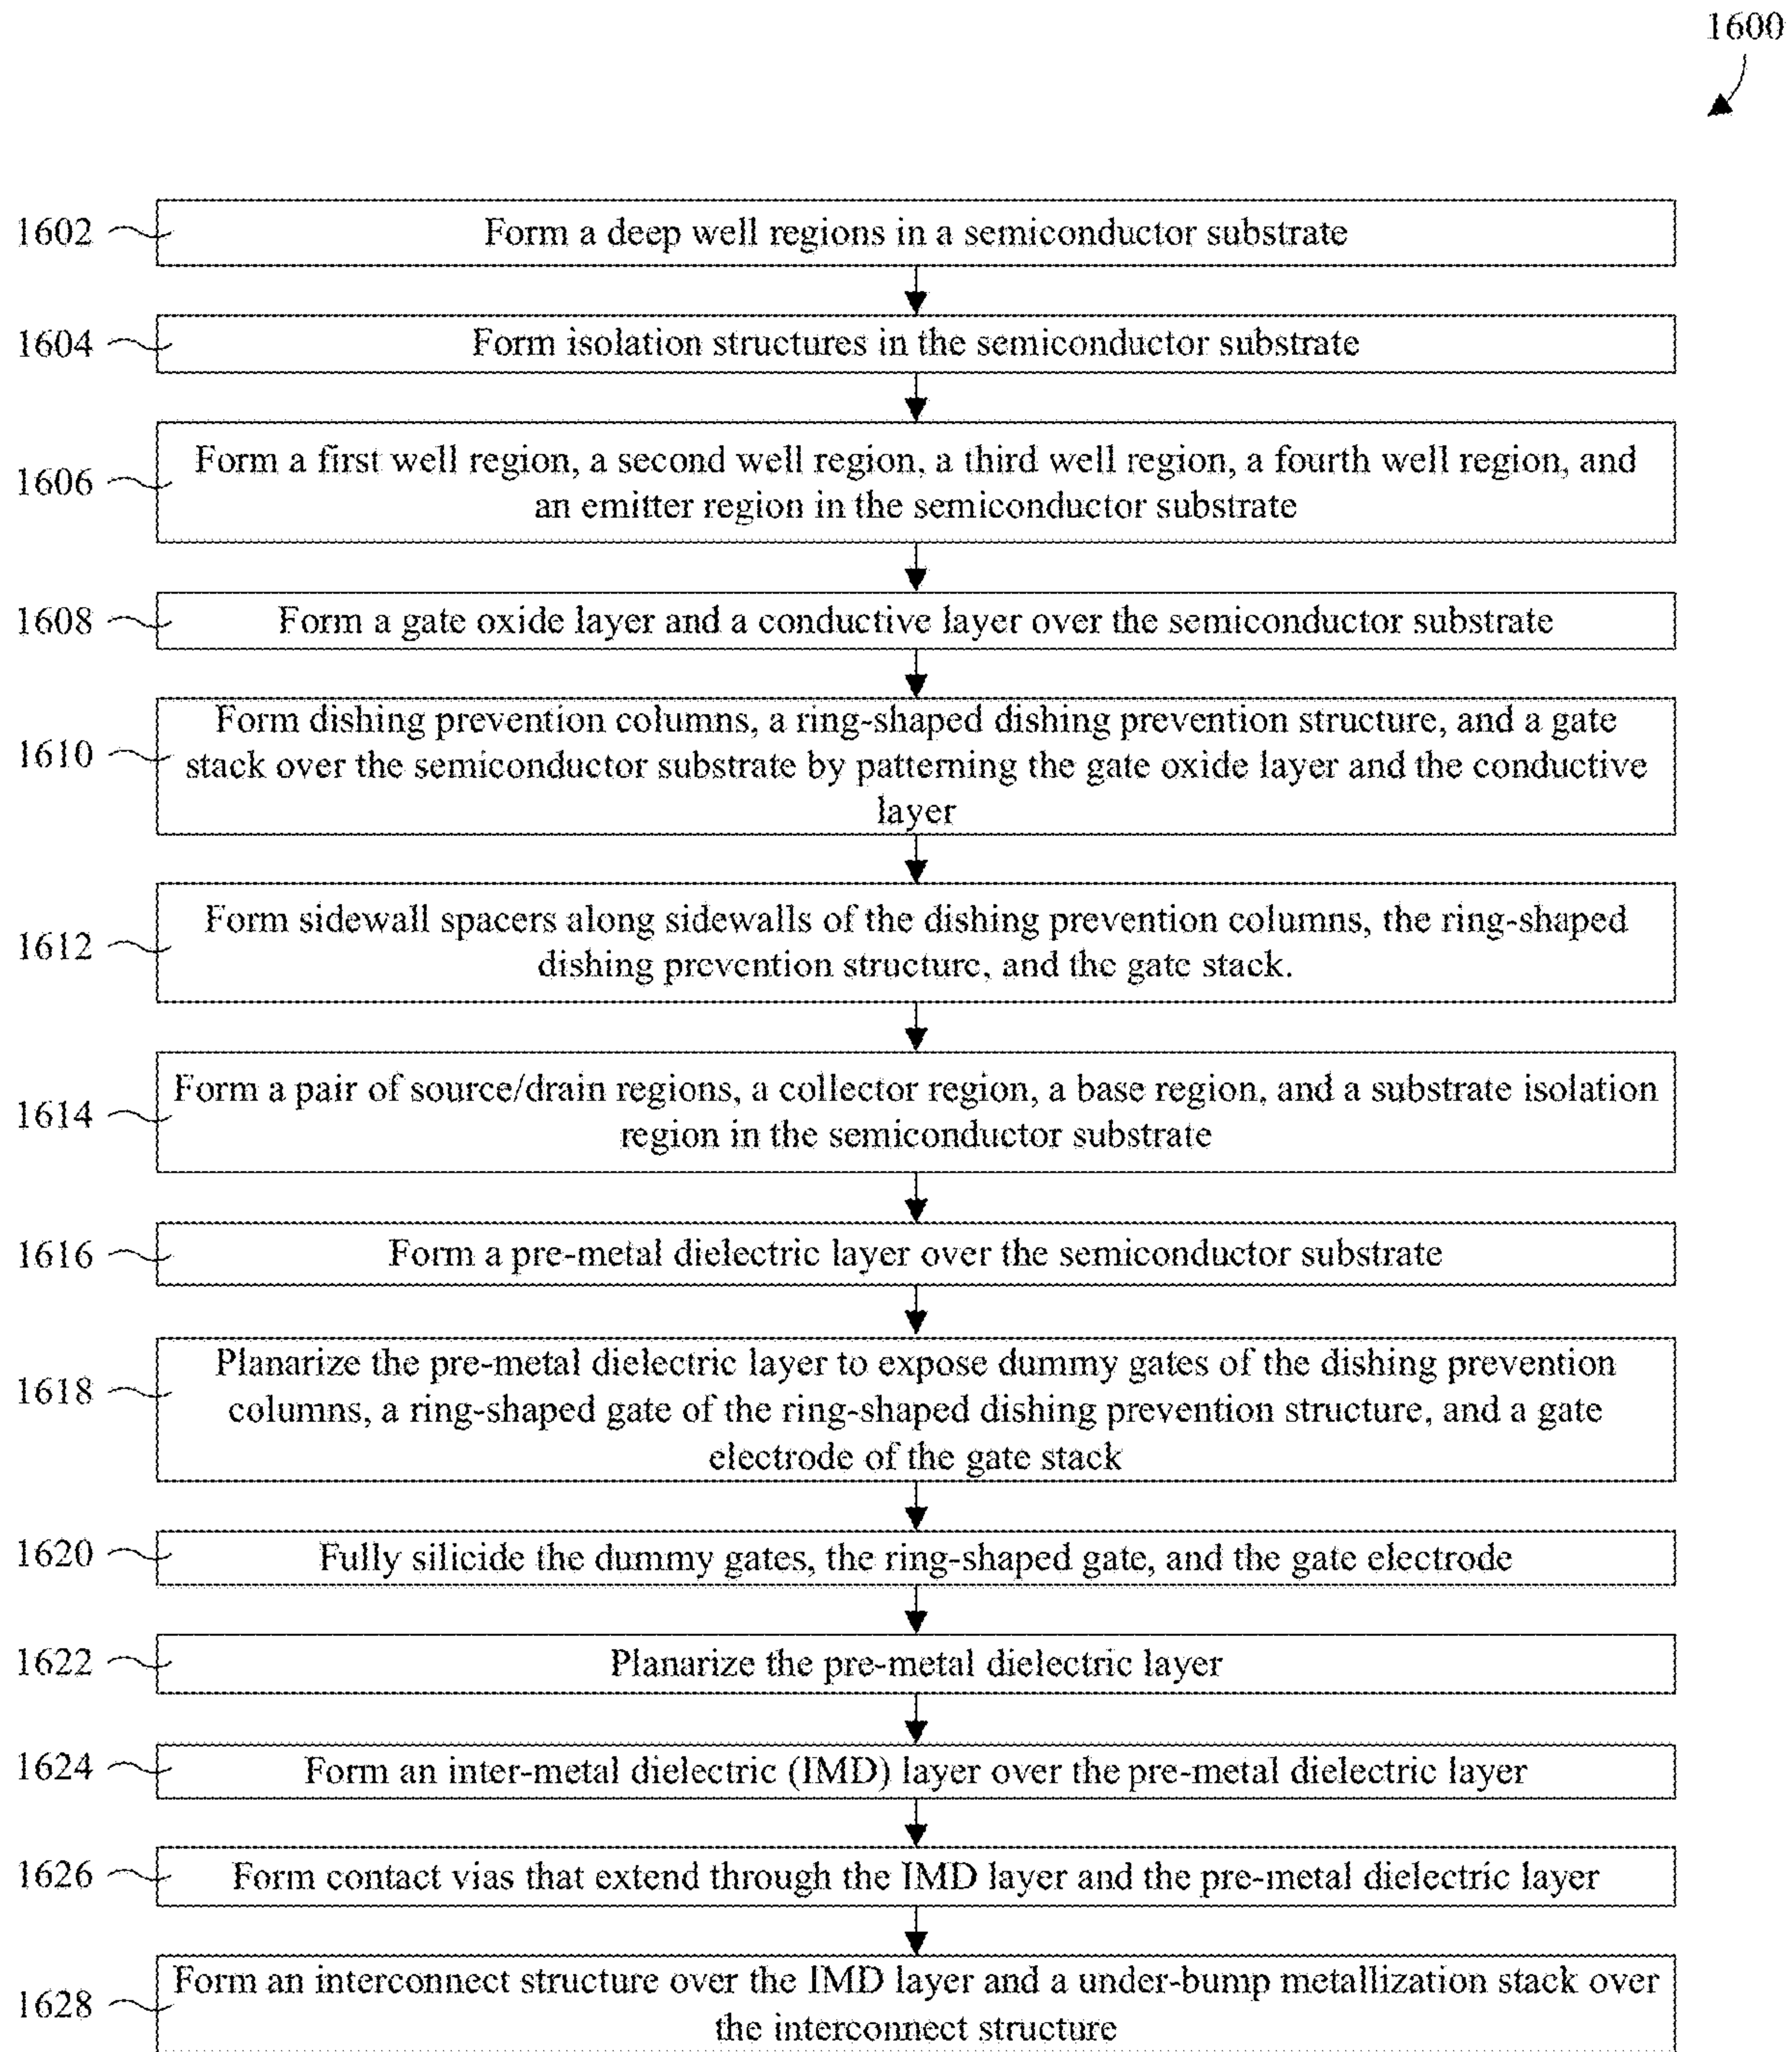 1600
1602 Form a deep well regions in a semiconductor substrate
1604 Form isolation structures in the semiconductor substrate
1606 Form a first well region, a second well region, a third well region, a fourth well region, and
an emitter region in the semiconductor substrate
1608 Form a gate oxide layer and a conductive layer over the semiconductor substrate
Form dishing prevention columns, a ring-shaped dishing prevention structure, and a gate
1610 stack over the semiconductor substrate by patterning the gate oxide layer and the conductive
layer
1612 Form sidewall spacers along sidewalls of the dishing prevention columns, the ring-shaped
dishing prevention structure, and the gate stack.
1614 Form a pair of source/drain regions, a collector region, a base region, and a substrate isolation
region in the semiconductor substrate
1616 Form a pre-metal dielectric layer over the semiconductor substrate
Planarize the pre-metal dielectric layer to expose dummy gates of the dishing prevention
1618 columns, a ring-shaped gate of the ring-shaped dishing prevention structure, and a gate
electrode of the gate stack
1620 Fully silicide the dummy gates, the ring-shaped gate, and the gate electrode
1622 Planarize the pre-metal dielectric layer
1624 Form an inter-metal dielectric (IMD) layer over the pre-metal dielectric layer
1626 Form contact vias that extend through the IMD layer and the pre-metal dielectric layer
1628 Form an interconnect structure over the IMD layer and a under-bump metallization stack over
the interconnect structure